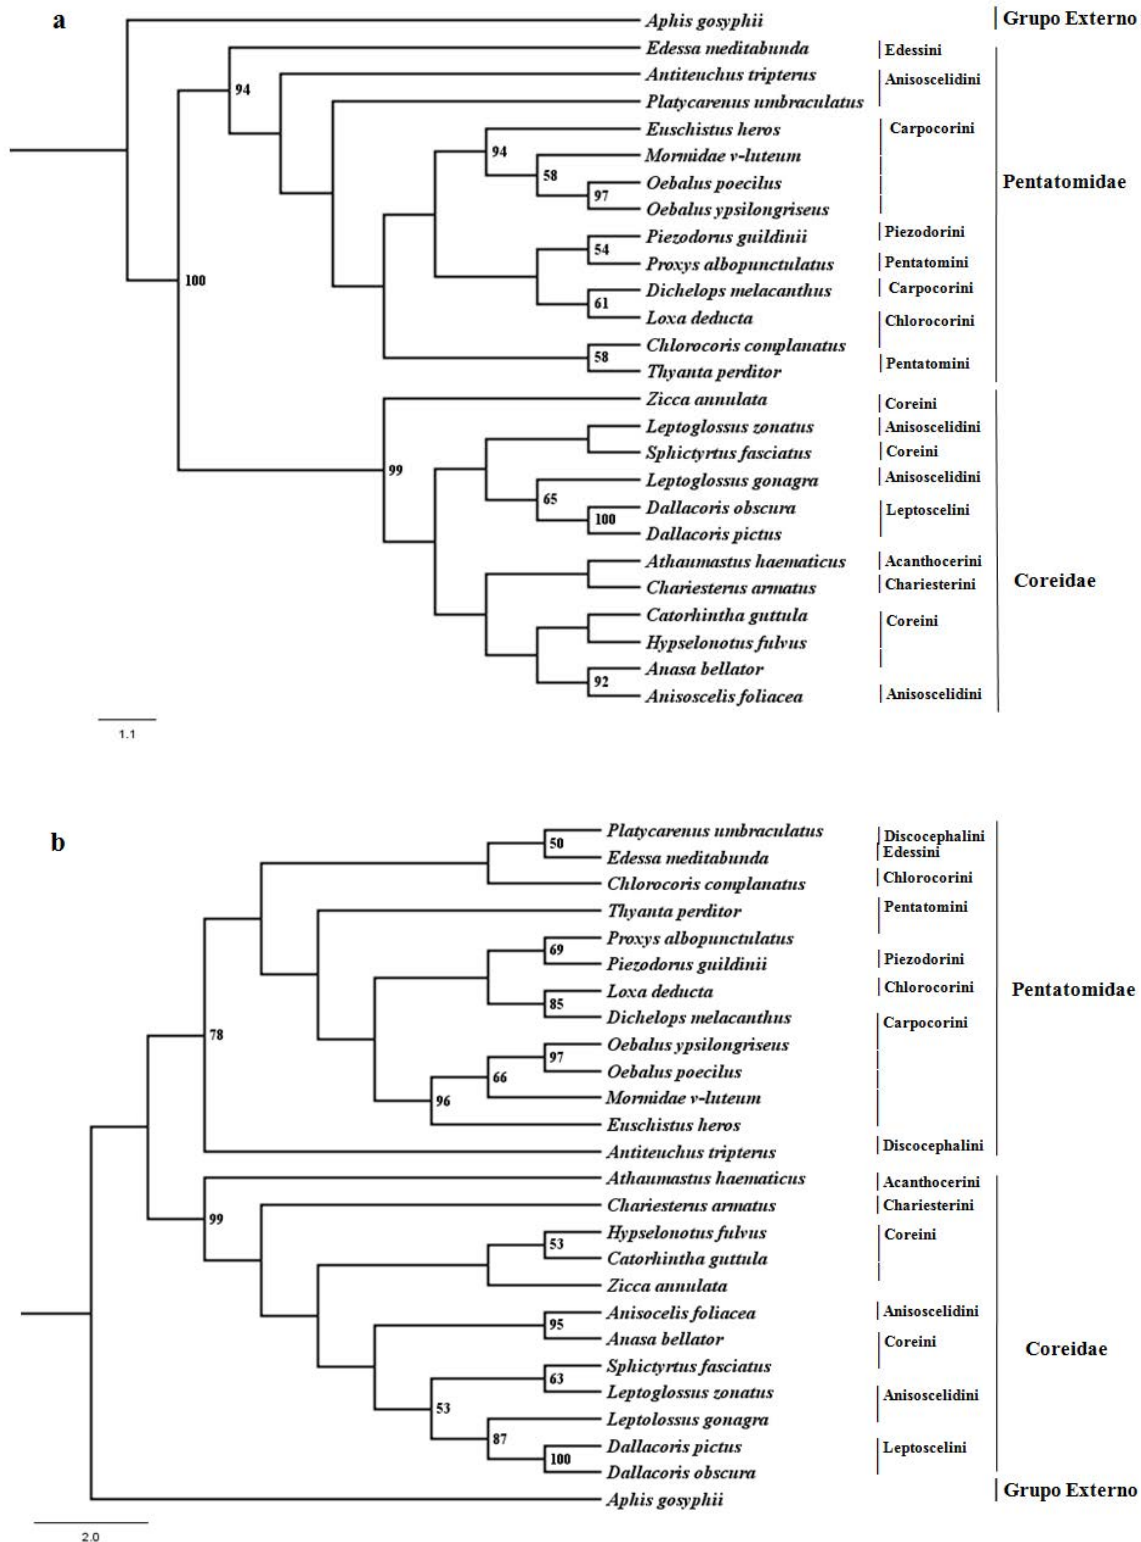 a
Aphis gosyphii
Grupo Externo
Edessa meditabunda
Edessini
94
Antiteuchus tripterus
Anisoscelidini
Platycarenus umbraculatus
Euschistus heros
Carpocorini
94
Mormidae v-luteum
58
Oebalus poecilus
Pentatomidae
97
Oebalus ypsilongriseus
Piezodorus guildinii
Piezodorini
54
Proxys albopunctulatus
Pentatomini
100
Dichelops melacanthus
Carpocorini
61
Loxa deducta
Chlorocorini
Chlorocoris complanatus
58
Pentatomini
Thyanta perditor
Zicca annulata
Coreini
Leptoglossus zonatus
Anisoscelidini
Sphictyrtus fasciatus
Coreini
99
Leptoglossus gonagra
Anisoscelidini
65
Dallacoris obscura
Leptoscelini
100
Dallacoris pictus
Athaumastus haematicus
Acanthocerini
Coreidae
Chariesterus armatus
Chariesterini
Catorhintha guttula
Coreini
Hypselonotus fulvus
Anasa bellator
92
Anisoscelis foliacea
Anisoscelidini
1.1
b
Platycarenus umbraculatus
Discocephalini
50
Edessa meditabunda
Edessini
Chlorocoris complanatus
Chlorocorini
Thyanta perditor
Pentatomini
Proxys albopunctulatus
69
Piezodorus guildinii
Piezodorini
Loxa deducta
Chlorocorini
Pentatomidae
85
Dichelops melacanthus
Carpocorini
78
Oebalus ypsilongriseus
97
Oebalus poecilus
66
Mormidae v-luteum
96
Euschistus heros
Antiteuchus tripterus
Discocephalini
Athaumastus haematicus
Acanthocerini
Chariesterus armatus
Chariesterini
99
Hypselonotus fulvus
Coreini
53
Catorhintha guttula
Zicca annulata
Anisocelis foliacea
Anisoscelidini
95
Anasa bellator
Coreini
Coreidae
Sphictyrtus fasciatus
63
Leptoglossus zonatus
Anisoscelidini
53
Leptolossus gonagra
87
Dallacoris pictus
Leptoscelini
100
Dallacoris obscura
Aphis gosyphii
Grupo Externo
2.0